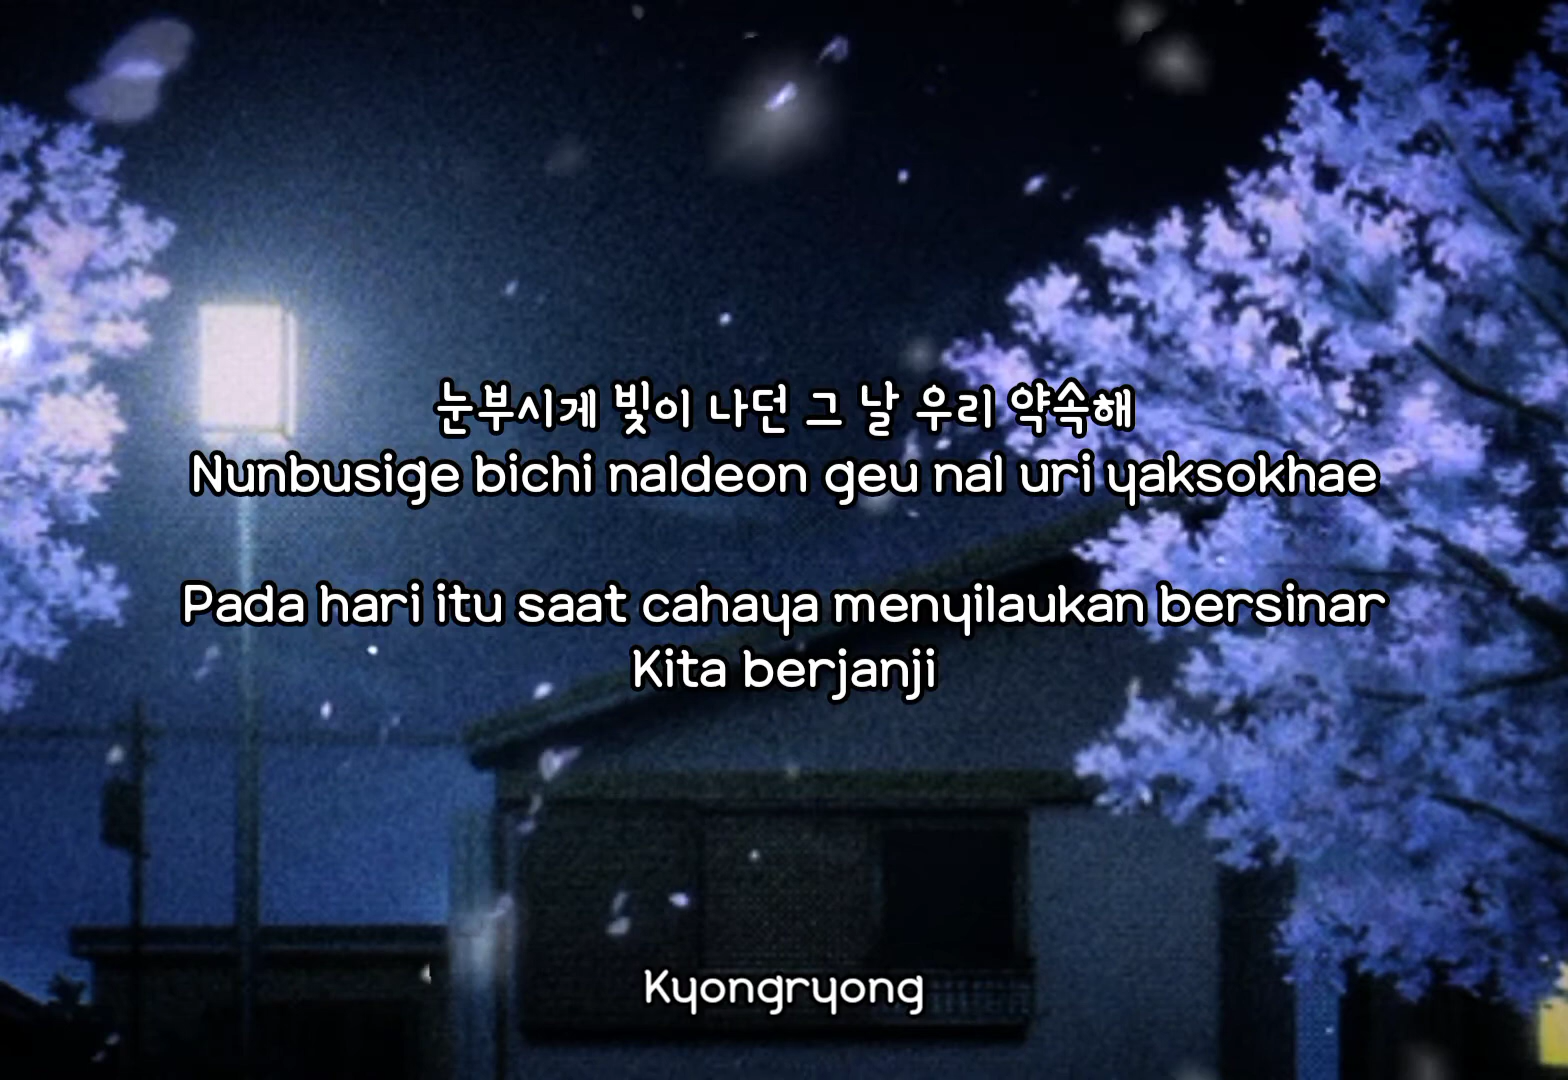 눈부시게 빛이 나던 그 날 우리 약속해
Nunbusige bichi naldeon geu nal uri yaksokhae
Pada hari itu saat cahaya menyilaukan bersinar
Kita berjanji
Kyongryong